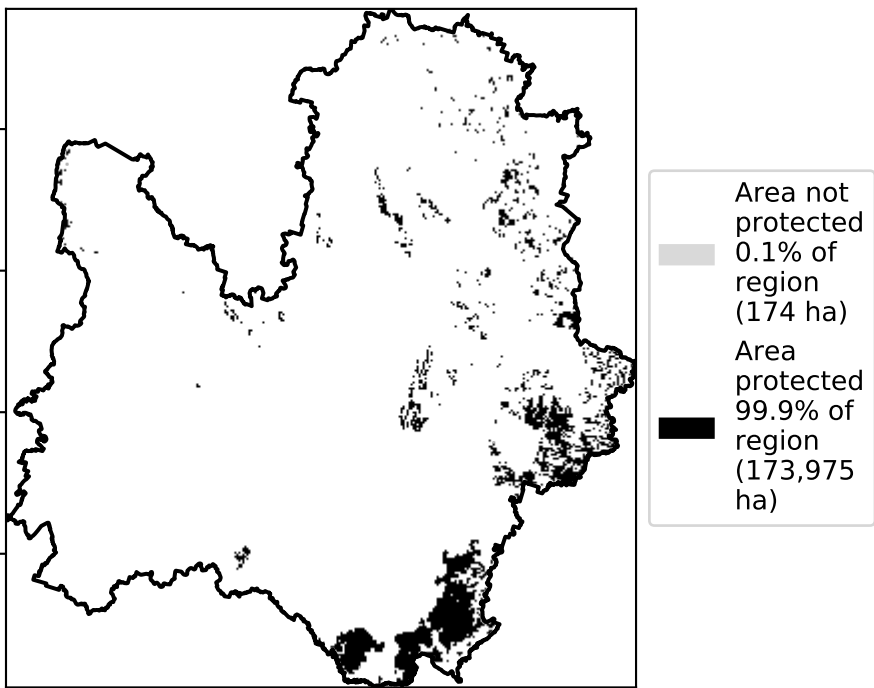 Area not
protected
0.1% of
region
(174 ha)
Area
protected
99.9% of
region
(173,975
ha)